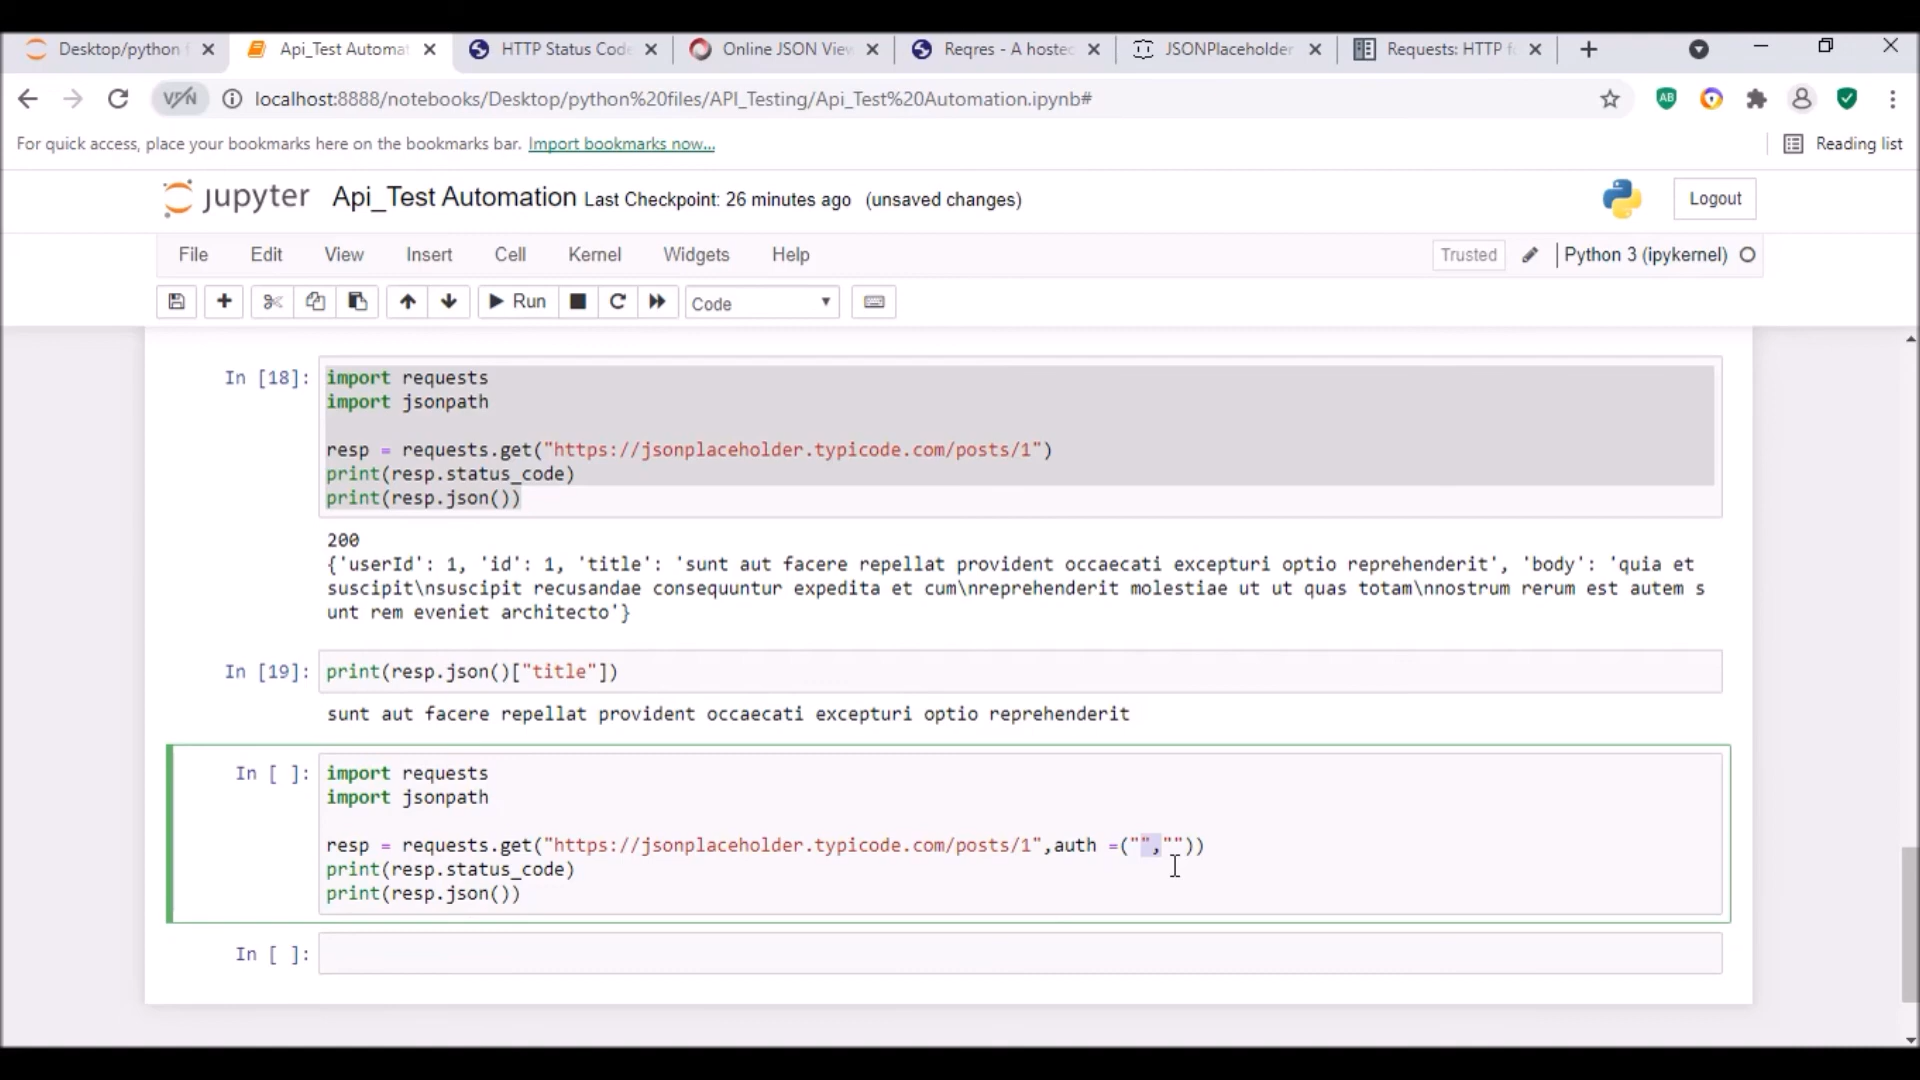 Desktop/python f
Api_Test Automat
HTTP Status Code
Online JSON View
Reqres - A hosted
JSONPlaceholder
Requests: HTTP f
VPN
localhost:8888/notebooks/Desktop/python%20files/API_Testing/Api_Test%20Automation.ipynb#
AB
For quick access, place your bookmarks here on the bookmarks bar. Import bookmarks now...
Reading list
jupyter Api_Test Automation Last Checkpoint: 26 minutes ago (unsaved changes)
Logout
File Edit View Insert Cell Kernel Widgets Help
Trusted
Python 3 (ipykernel)
Run
Code
In [18]: import requests
import jsonpath
resp = requests.get("https://jsonplaceholder.typicode.com/posts/1")
print(resp.status_code)
print(resp.json())
200
{'userId': 1, 'id': 1, 'title': 'sunt aut facere repellat provident occaecati excepturi optio reprehenderit', 'body': 'quia et
suscipit\nsuscipit recusandae consequuntur expedita et cum\nreprehenderit molestiae ut ut quas totam\nnostrum rerum est autem s
unt rem eveniet architecto'}
In [19]: print(resp.json()["title"])
sunt aut facere repellat provident occaecati excepturi optio reprehenderit
In [ ]: import requests
import jsonpath
resp = requests.get("https://jsonplaceholder.typicode.com/posts/1",auth =("",""))
print(resp.status_code)
print(resp.json())
In [ ]: